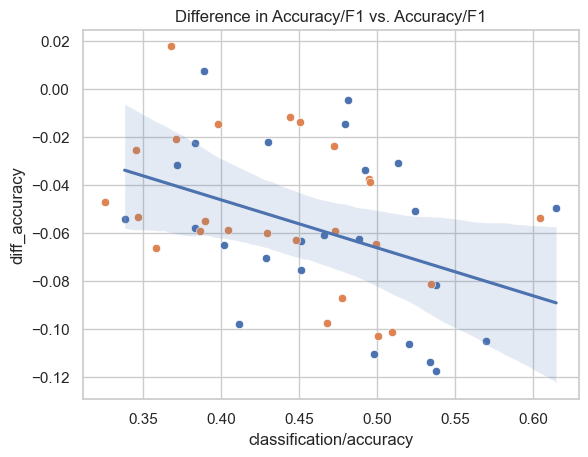 Difference in Accuracy/F1 vs. Accuracy/F1
0.02
0.00
−0.02
−0.04
−0.06
−0.08
−0.10
−0.12
diff_accuracy
0.35 0.40 0.45 0.50 0.55 0.60
classification/accuracy